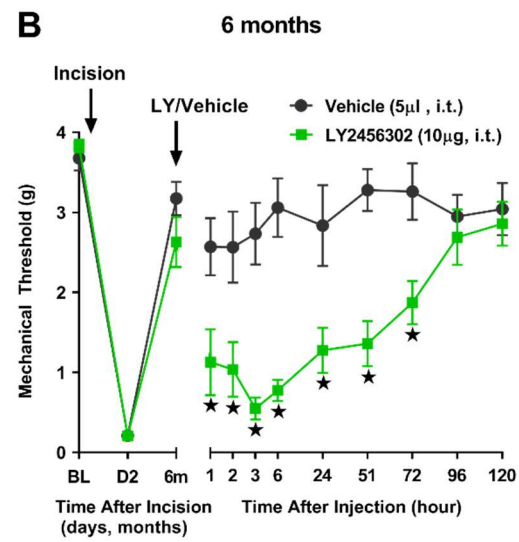 B
6 months
Incision
LY/Vehicle
Vehicle (5μl , i.t.)
LY2456302 (10μg, i.t.)
Mechanical Threshold (g)
4
3
2
1
0
BL D2 6m
1 2 3 6 24 51 72 96 120
Time After Incision
(days, months)
Time After Injection (hour)